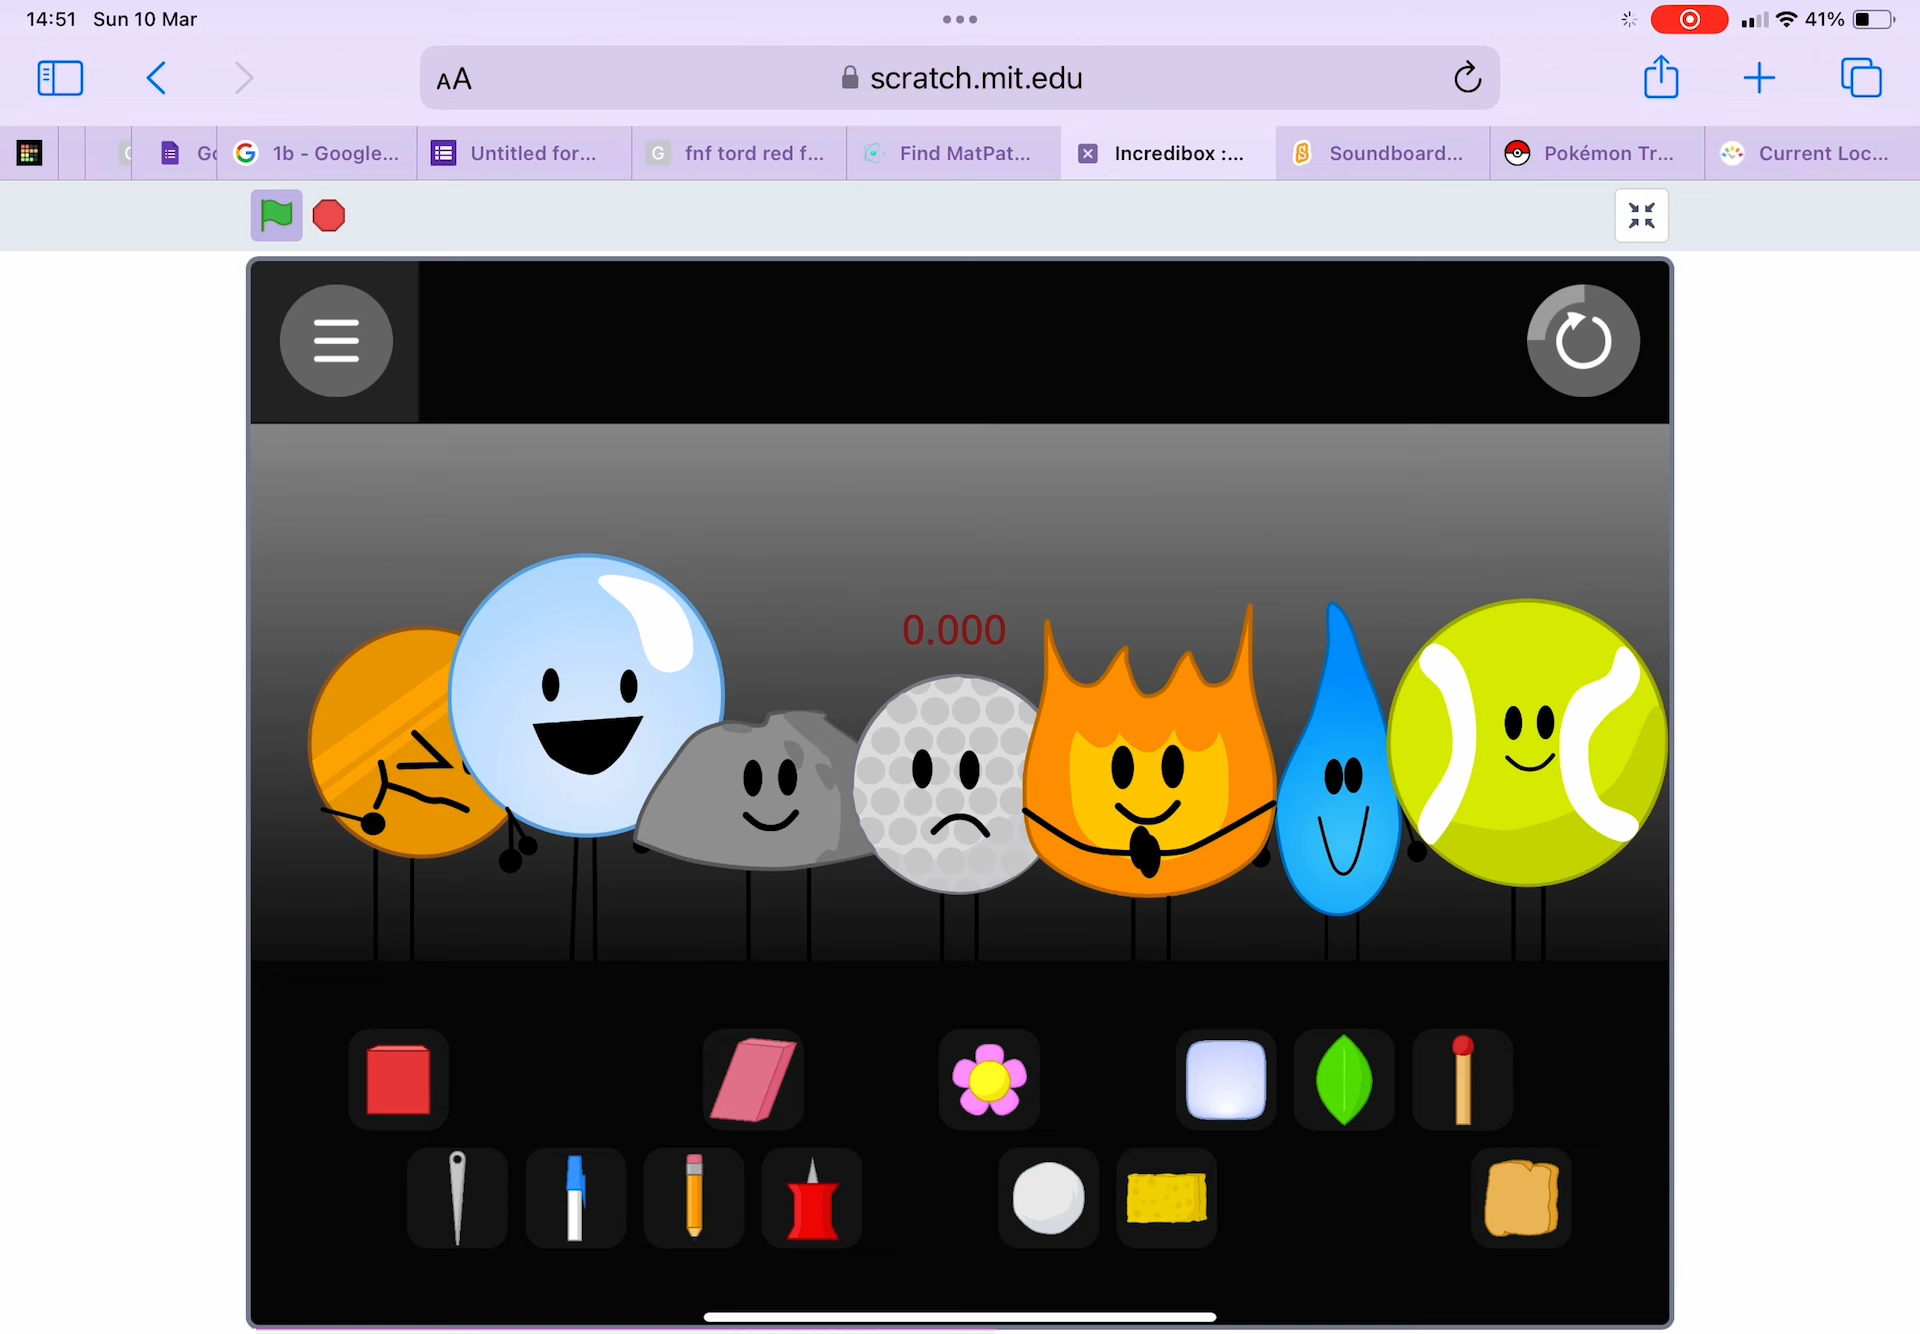 14:51 Sun 10 Mar
41%
AA
scratch.mit.edu
1b - Google...
Untitled for...
G fnf tord red f...
Find MatPat...
Incredibox :...
Soundboard...
Pokémon Tr...
Current Loc...
0.000